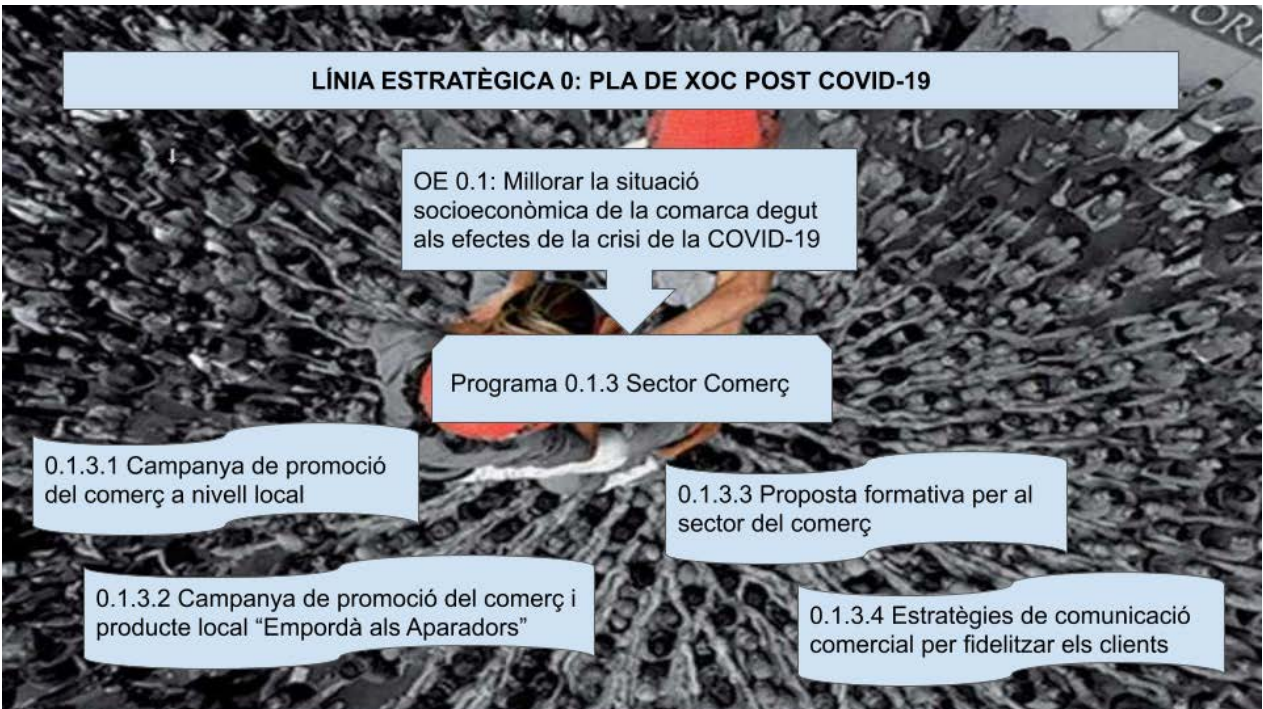 LÍNIA ESTRATÈGICA 0: PLA DE XOC POST COVID-19
OE 0.1: Millorar la situació
socioeconòmica de la comarca degut
als efectes de la crisi de la COVID-19
Programa 0.1.3 Sector Comerç
0.1.3.1 Campanya de promoció
del comerç a nivell local
0.1.3.2 Campanya de promoció del comerç i
producte local “Empordà als Aparadors”
0.1.3.3 Proposta formativa per al
sector del comerç
0.1.3.4 Estratègies de comunicació
comercial per fidelitzar els clients